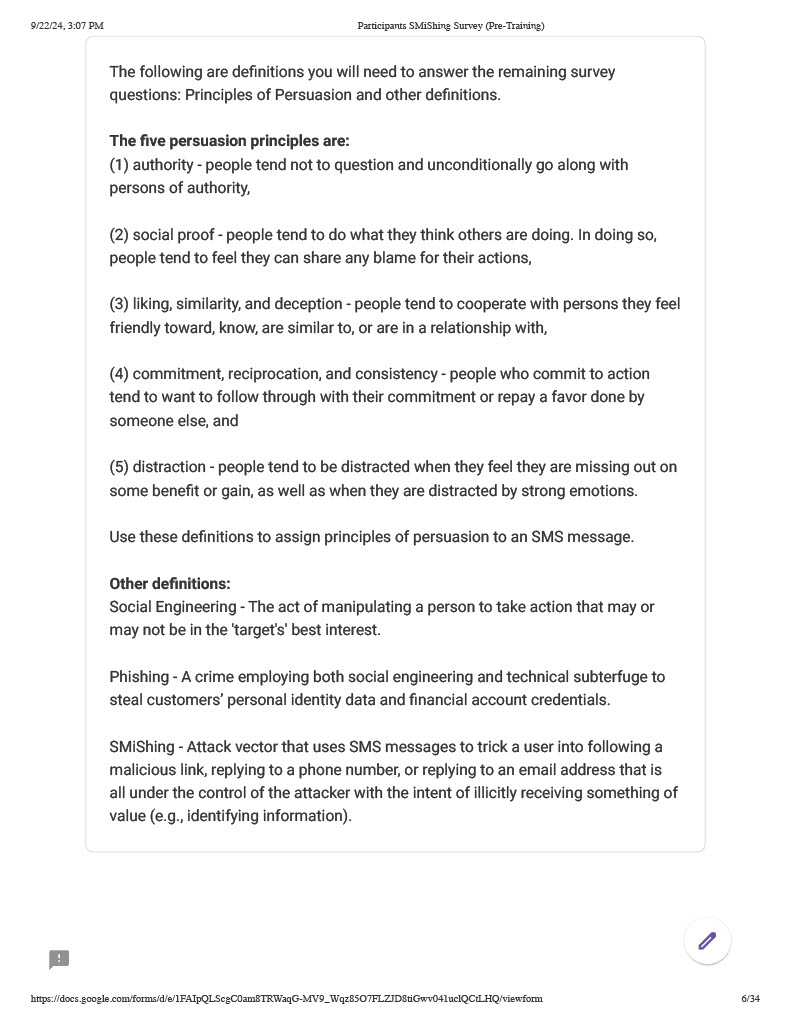 9/22/24, 3:07 PM
Participants SMiShing Survey (Pre-Training)
The following are definitions you will need to answer the remaining survey
questions: Principles of Persuasion and other definitions.
The five persuasion principles are:
(1) authority - people tend not to question and unconditionally go along with
persons of authority,
(2) social proof - people tend to do what they think others are doing. In doing so,
people tend to feel they can share any blame for their actions,
(3) liking, similarity, and deception - people tend to cooperate with persons they feel
friendly toward, know, are similar to, or are in a relationship with,
(4) commitment, reciprocation, and consistency - people who commit to action
tend to want to follow through with their commitment or repay a favor done by
someone else, and
(5) distraction - people tend to be distracted when they feel they are missing out on
some benefit or gain, as well as when they are distracted by strong emotions.
Use these definitions to assign principles of persuasion to an SMS message.
Other definitions:
Social Engineering - The act of manipulating a person to take action that may or
may not be in the 'target's' best interest.
Phishing - A crime employing both social engineering and technical subterfuge to
steal customers’ personal identity data and financial account credentials.
SMiShing - Attack vector that uses SMS messages to trick a user into following a
malicious link, replying to a phone number, or replying to an email address that is
all under the control of the attacker with the intent of illicitly receiving something of
value (e.g., identifying information).
https://docs.google.com/forms/d/e/1FAIpQLScgC0am8TRWaqG-MV9_Wqz85O7FLZJD8tiGwv041uclQCtLHQ/viewform
6/34